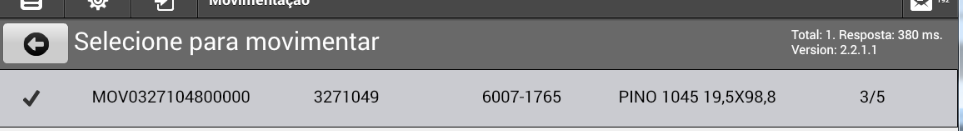 Movimentação
Selecione para movimentar
Total: 1. Resposta: 380 ms.
Version: 2.2.1.1
MOV0327104800000 3271049 6007-1765 PINO 1045 19,5X98,8 3/5